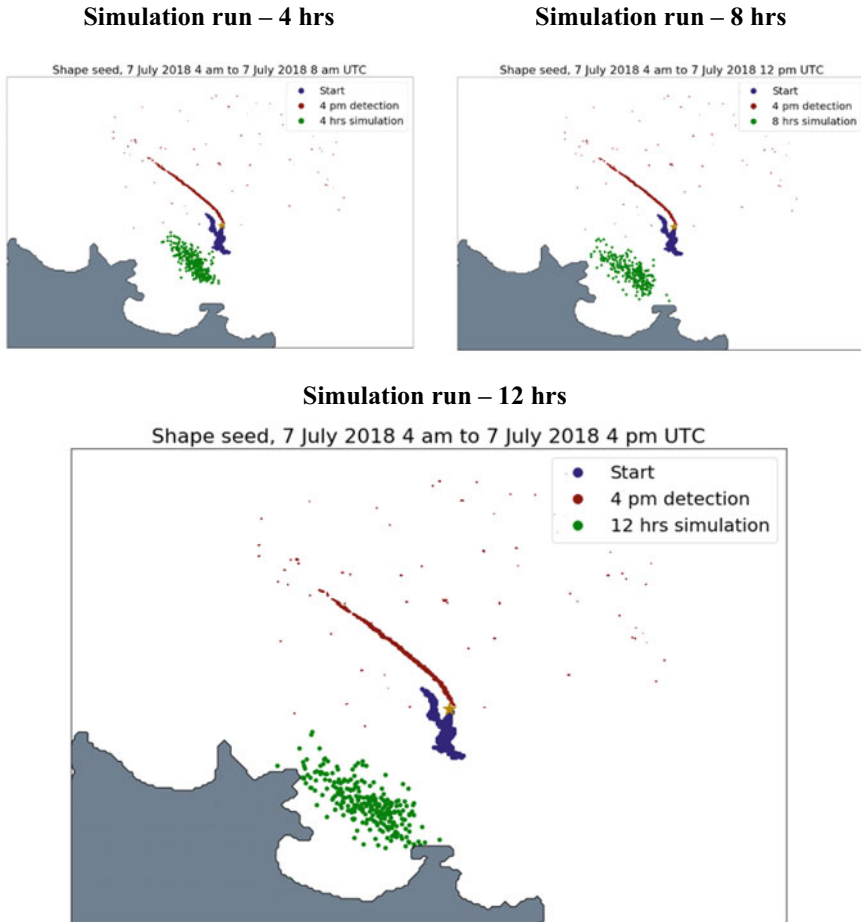 Simulation run – 4 hrs
Simulation run – 8 hrs
Shape seed, 7 July 2018 4 am to 7 July 2018 8 am UTC
Start
4 pm detection
4 hrs simulation
Shape seed, 7 July 2018 4 am to 7 July 2018 12 pm UTC
Start
4 pm detection
8 hrs simulation
Simulation run – 12 hrs
Shape seed, 7 July 2018 4 am to 7 July 2018 4 pm UTC
Start
4 pm detection
12 hrs simulation